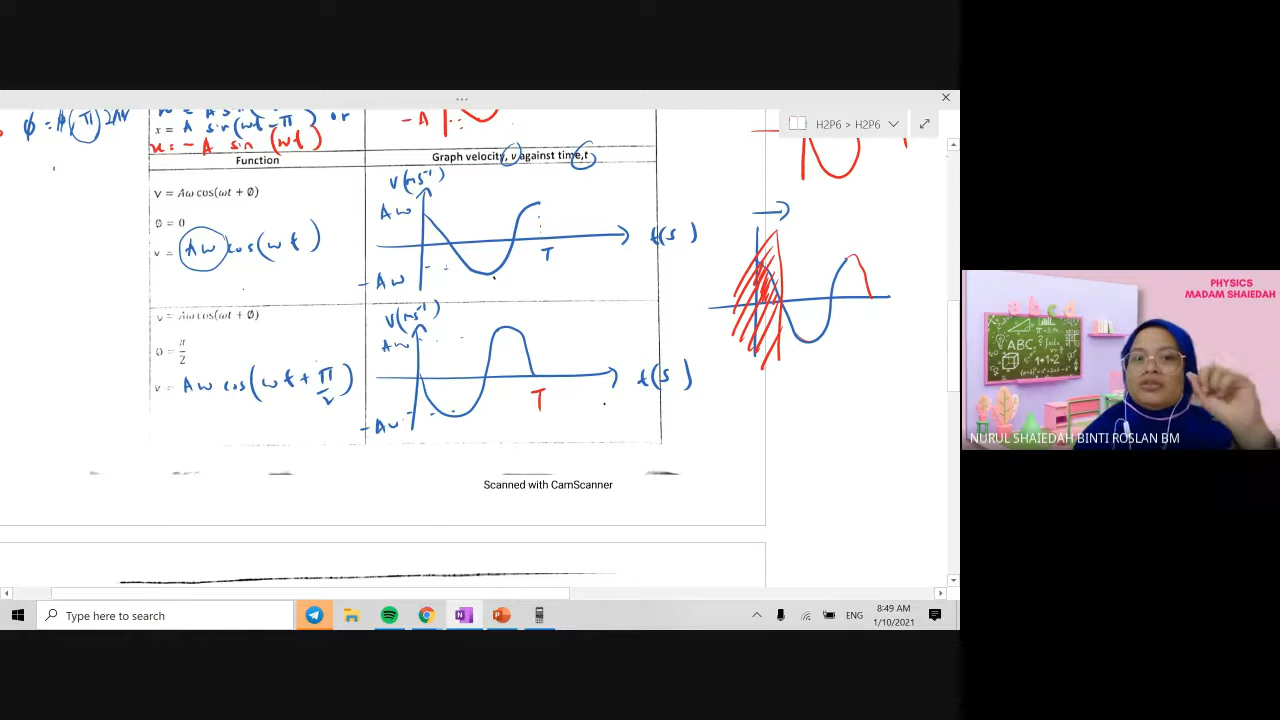 H2P6 > H2P6
x = A sin(ωt - π) or
x = - A sin (ωt)
- A
Function
Graph velocity, v against time,t
v = Aω cos(ωt + Ø)
Ø = 0
v = Aω cos(ωt)
V(ms⁻¹)
Aω
- Aω
T
t(s)
v = Aω cos(ωt + Ø)
Ø = π/2
v = Aω cos(ωt + π/2)
V(ms⁻¹)
Aω
- Aω
T
t(s)
Scanned with CamScanner
PHYSICS
MADAM SHAIEDAH
ABC
1+1=2
NURUL SHAIEDAH BINTI ROSLAN BM
Type here to search
ENG
8:49 AM
1/10/2021